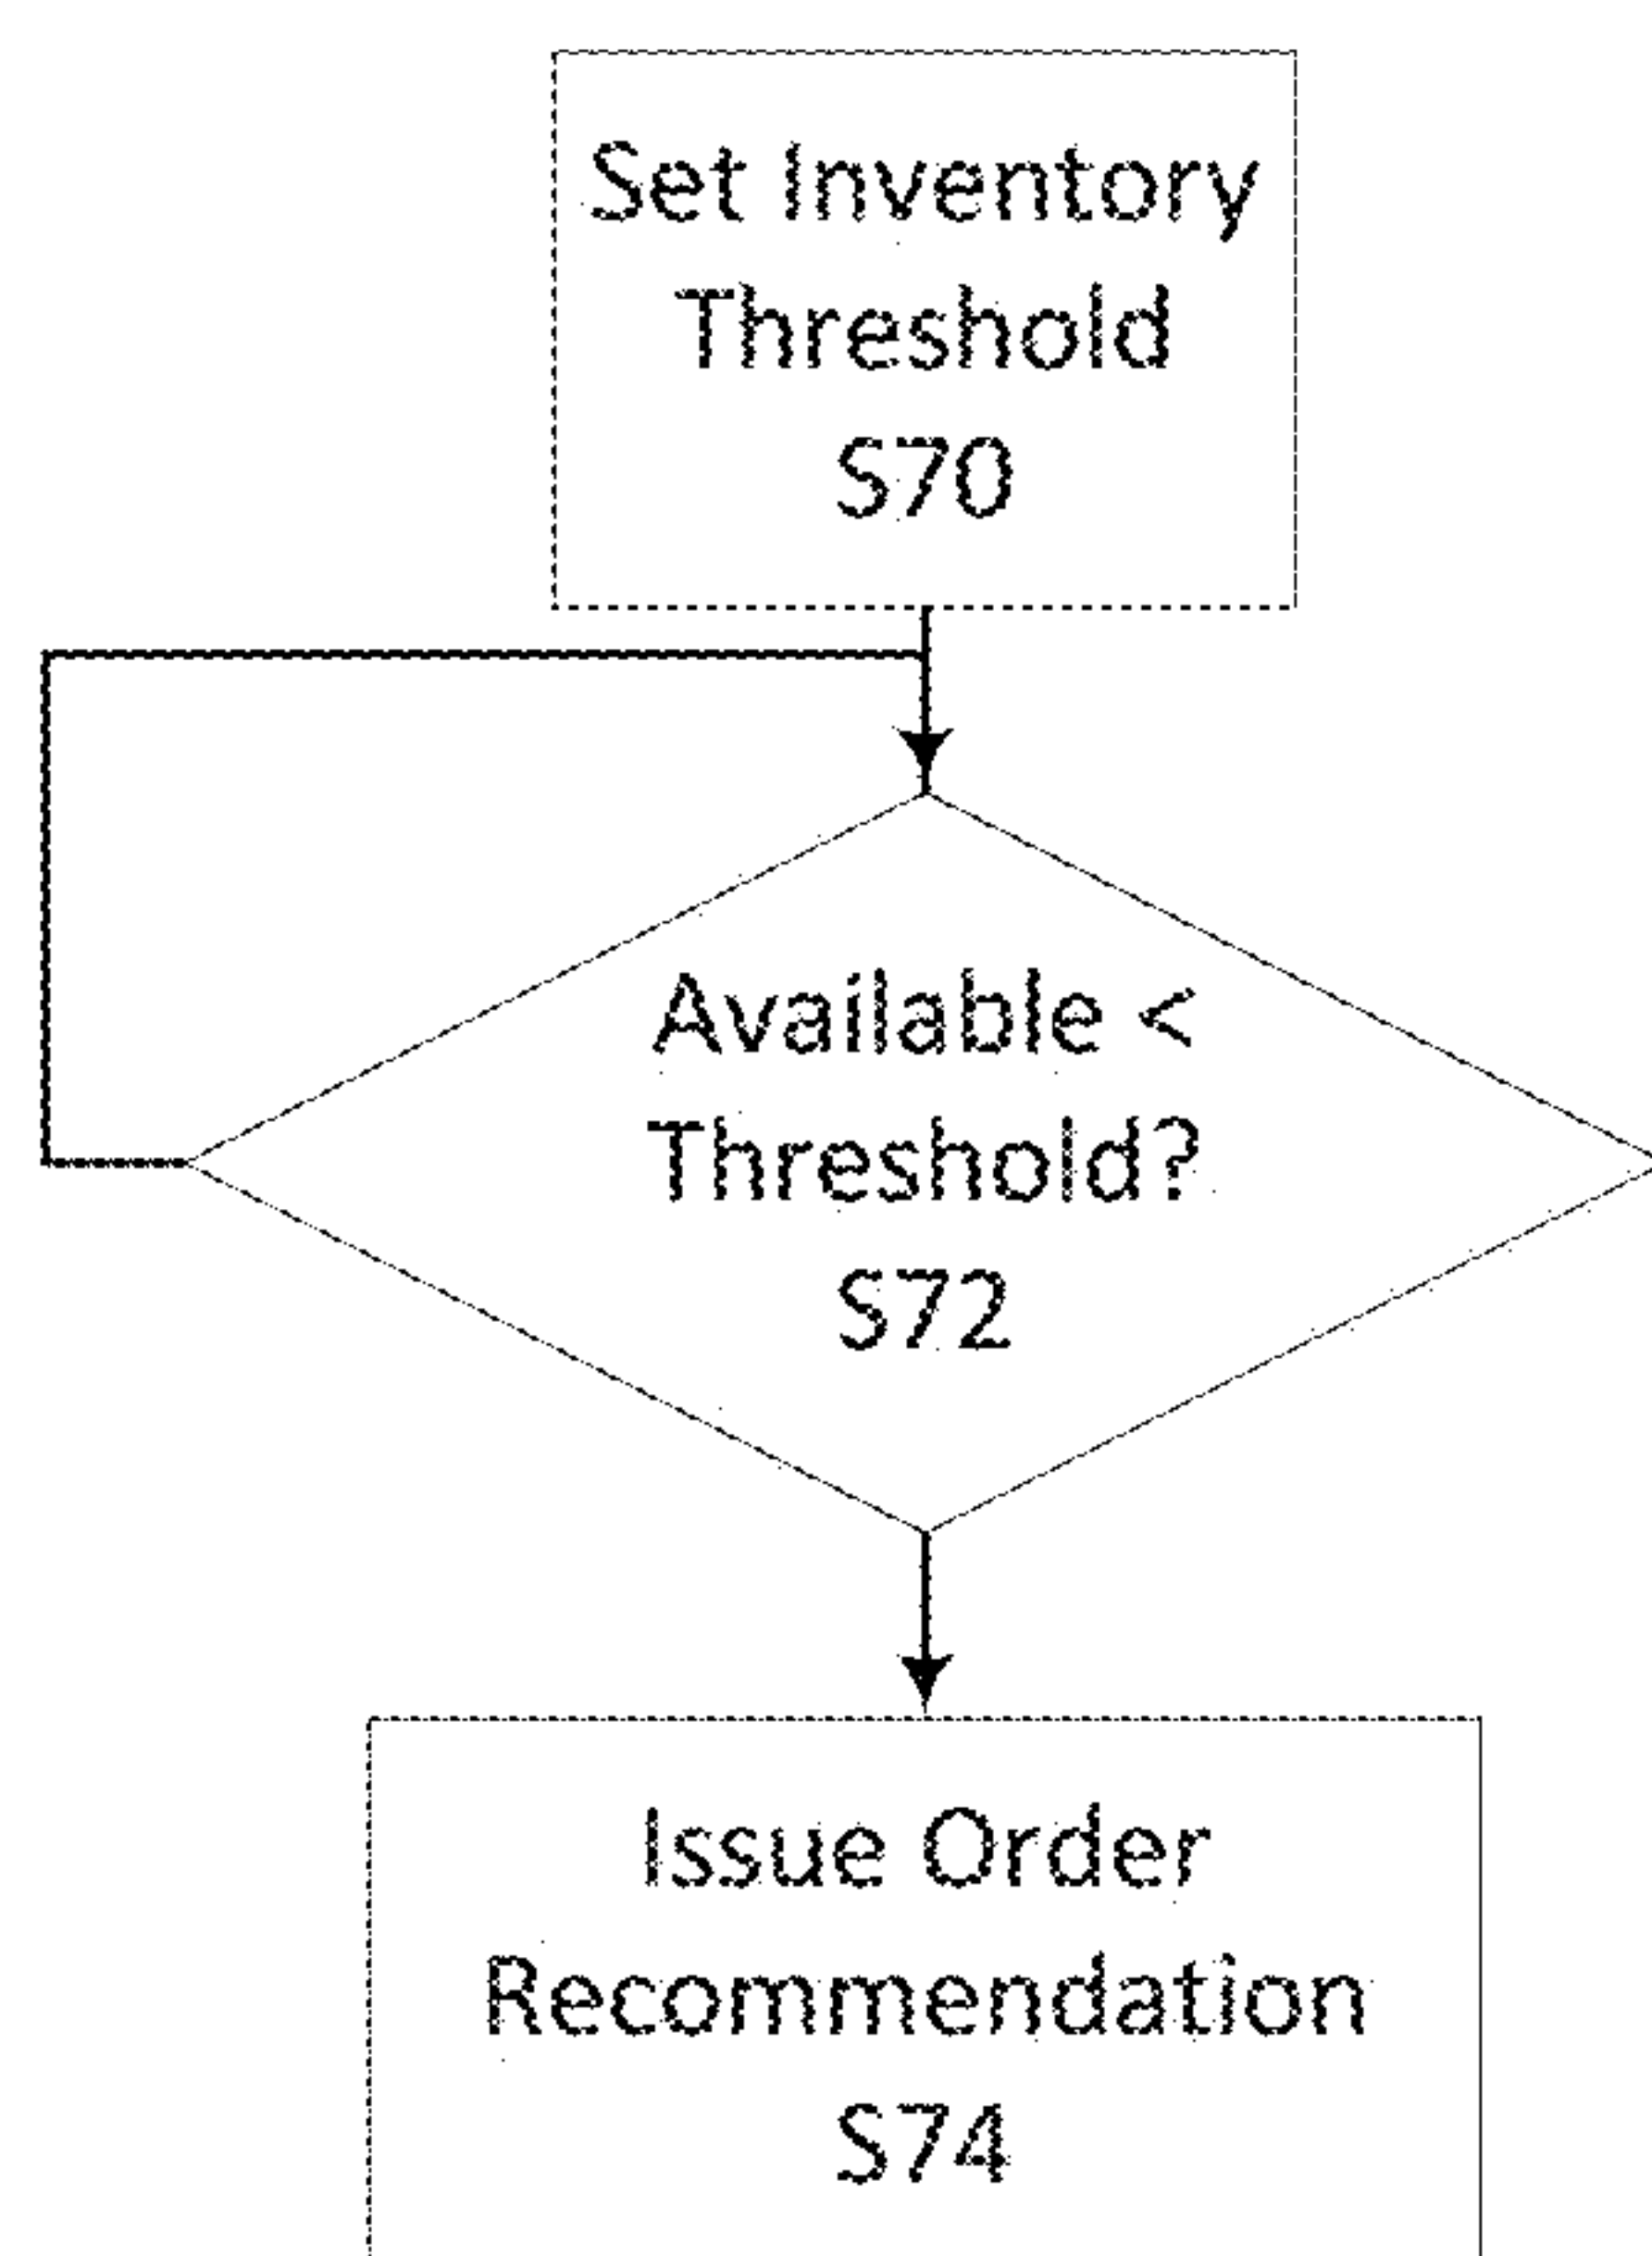 Set Inventory
Threshold
S70
Available <
Threshold?
S72
Issue Order
Recommendation
S74